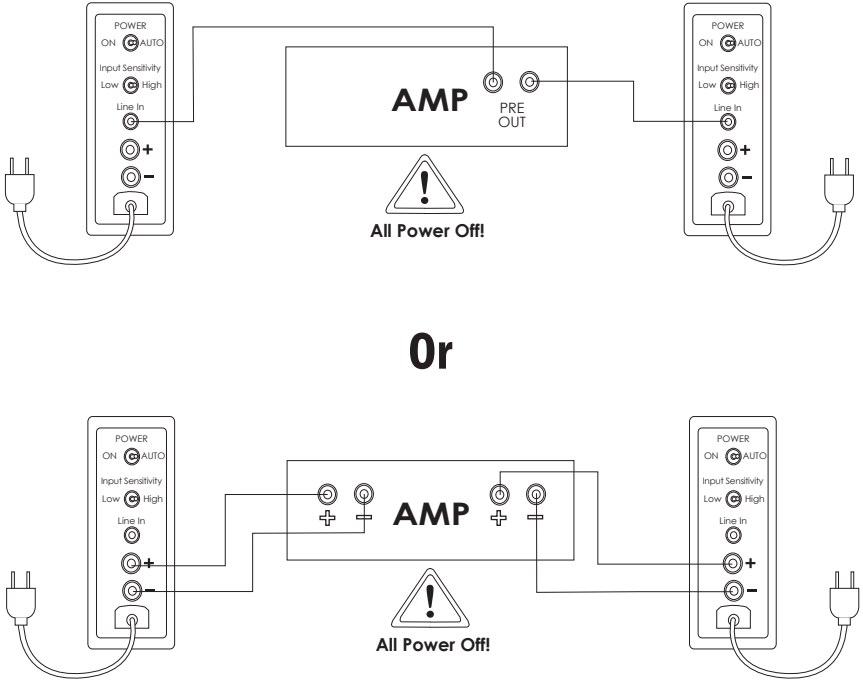 POWER
ON AUTO
Input Sensitivity
Low High
Line In
+
-
AMP
PRE
OUT
All Power Off!
POWER
ON AUTO
Input Sensitivity
Low High
Line In
+
-
Or
POWER
ON AUTO
Input Sensitivity
Low High
Line In
+
-
+ - AMP + -
All Power Off!
POWER
ON AUTO
Input Sensitivity
Low High
Line In
+
-